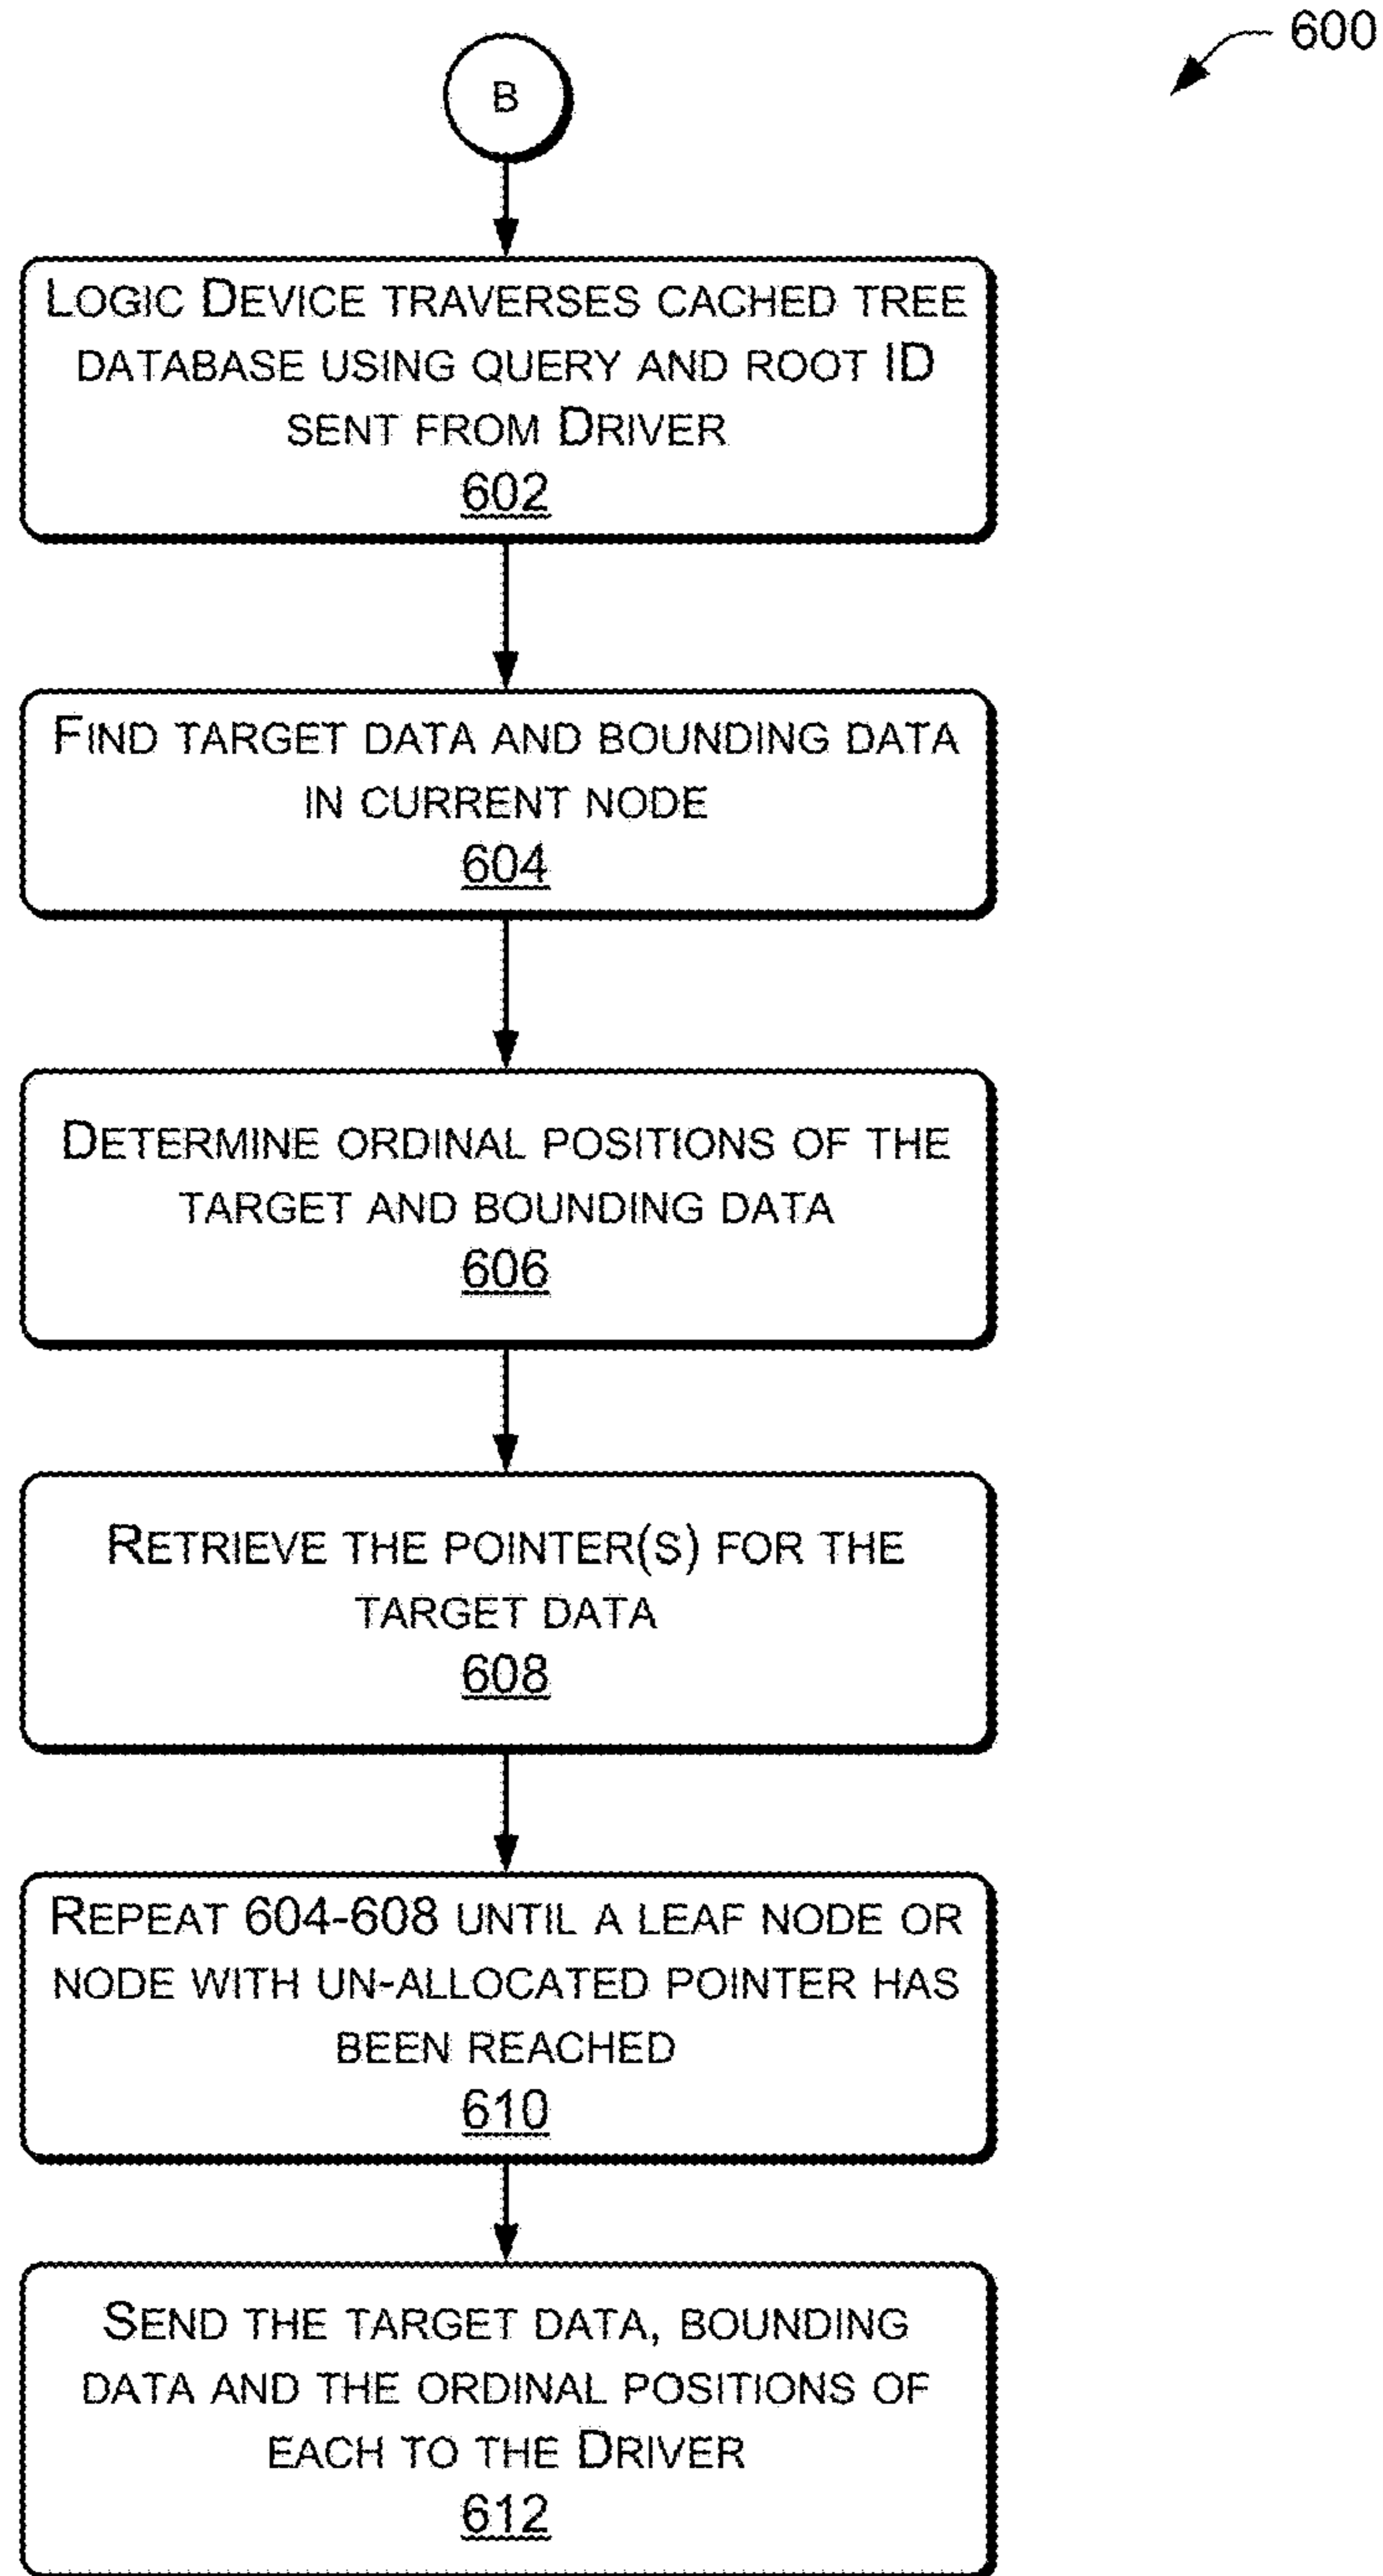 600
B
LOGIC DEVICE TRAVERSES CACHED TREE
DATABASE USING QUERY AND ROOT ID
SENT FROM DRIVER
602
FIND TARGET DATA AND BOUNDING DATA
IN CURRENT NODE
604
DETERMINE ORDINAL POSITIONS OF THE
TARGET AND BOUNDING DATA
606
RETRIEVE THE POINTER(S) FOR THE
TARGET DATA
608
REPEAT 604-608 UNTIL A LEAF NODE OR
NODE WITH UN-ALLOCATED POINTER HAS
BEEN REACHED
610
SEND THE TARGET DATA, BOUNDING
DATA AND THE ORDINAL POSITIONS OF
EACH TO THE DRIVER
612